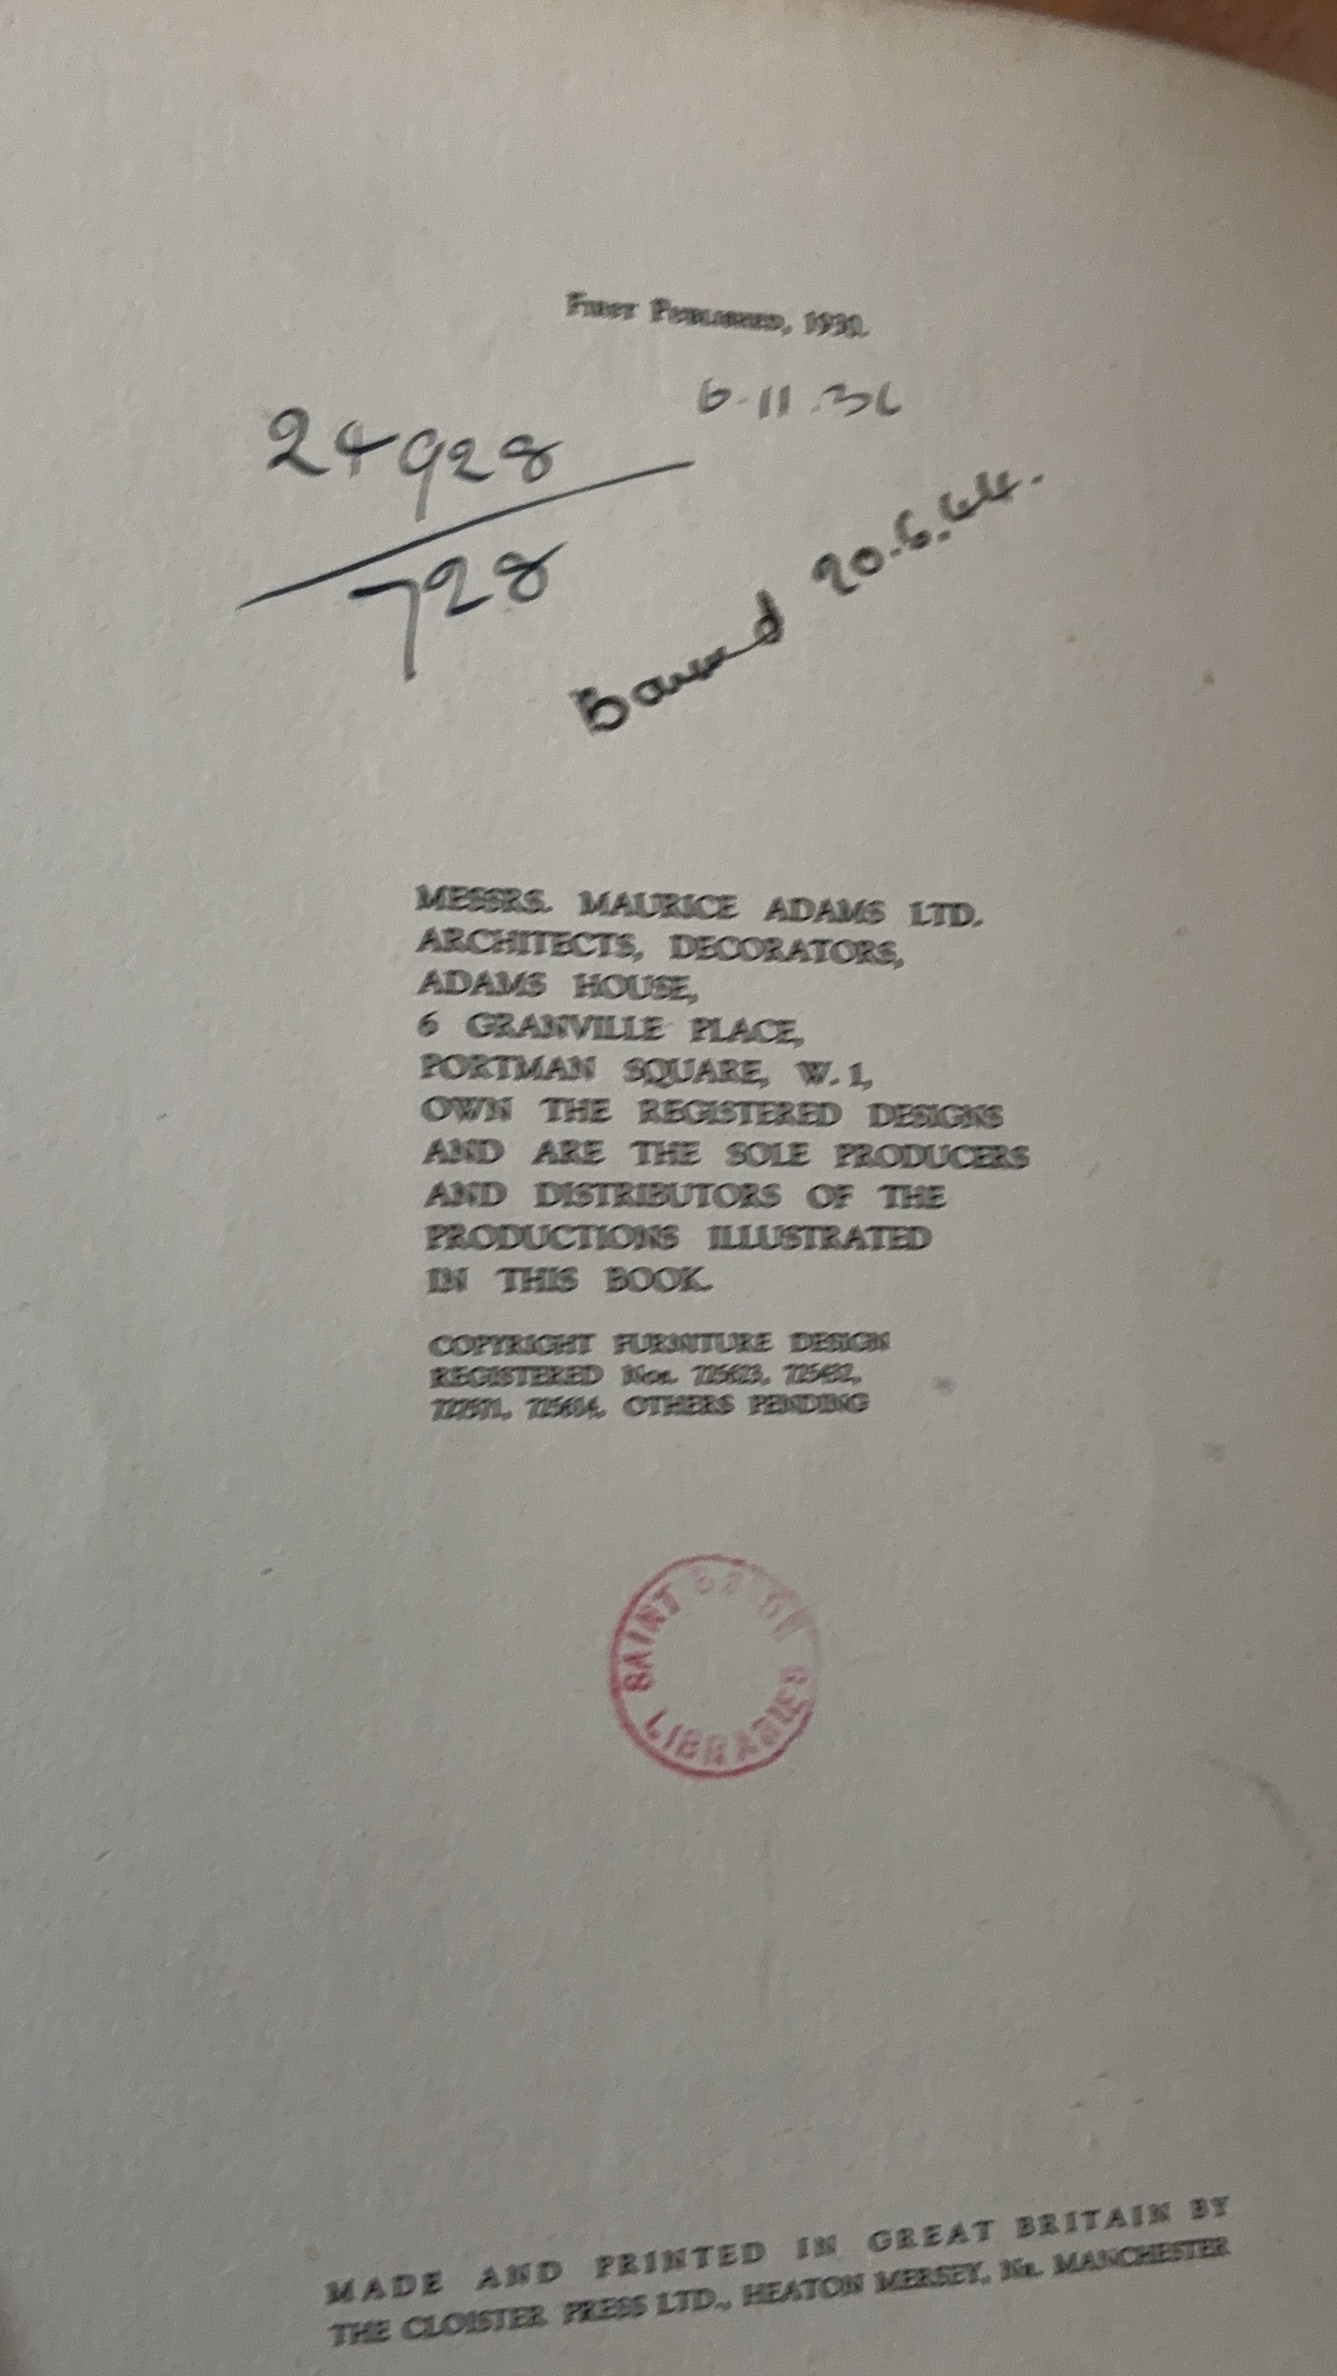 FIRST PUBLISHED, 1930.
6.11.36
24928
728
Bound 20.6.44.
MESSRS. MAURICE ADAMS LTD.
ARCHITECTS, DECORATORS,
ADAMS HOUSE,
6 GRANVILLE PLACE,
PORTMAN SQUARE, W.1,
OWN THE REGISTERED DESIGNS
AND ARE THE SOLE PRODUCERS
AND DISTRIBUTORS OF THE
PRODUCTIONS ILLUSTRATED
IN THIS BOOK.
COPYRIGHT FURNITURE DESIGN
REGISTERED Nos.
OTHERS PENDING
SAINT
LIBRARIES
MADE AND PRINTED IN GREAT BRITAIN BY
THE CLOISTER PRESS LTD., HEATON MERSEY, Nr. MANCHESTER